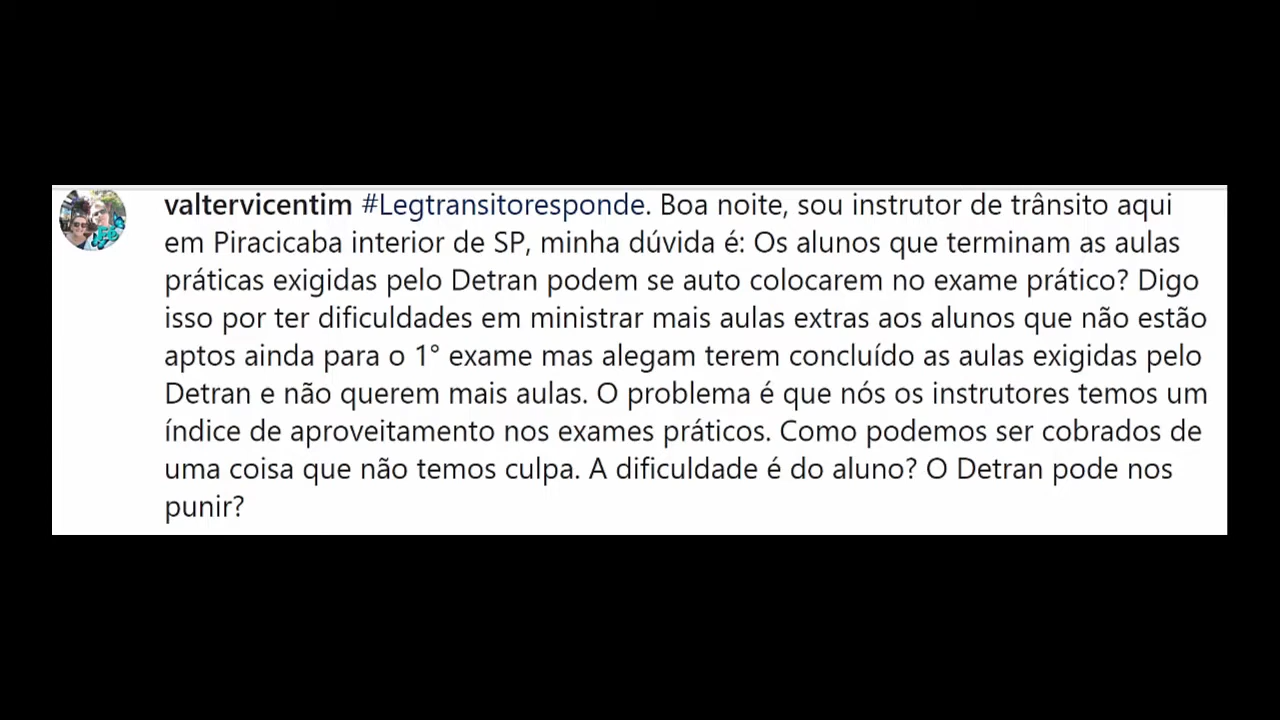 valtervicentim #Legtransitoresponde. Boa noite, sou instrutor de trânsito aqui
em Piracicaba interior de SP, minha dúvida é: Os alunos que terminam as aulas
práticas exigidas pelo Detran podem se auto colocarem no exame prático? Digo
isso por ter dificuldades em ministrar mais aulas extras aos alunos que não estão
aptos ainda para o 1° exame mas alegam terem concluído as aulas exigidas pelo
Detran e não querem mais aulas. O problema é que nós os instrutores temos um
índice de aproveitamento nos exames práticos. Como podemos ser cobrados de
uma coisa que não temos culpa. A dificuldade é do aluno? O Detran pode nos
punir?